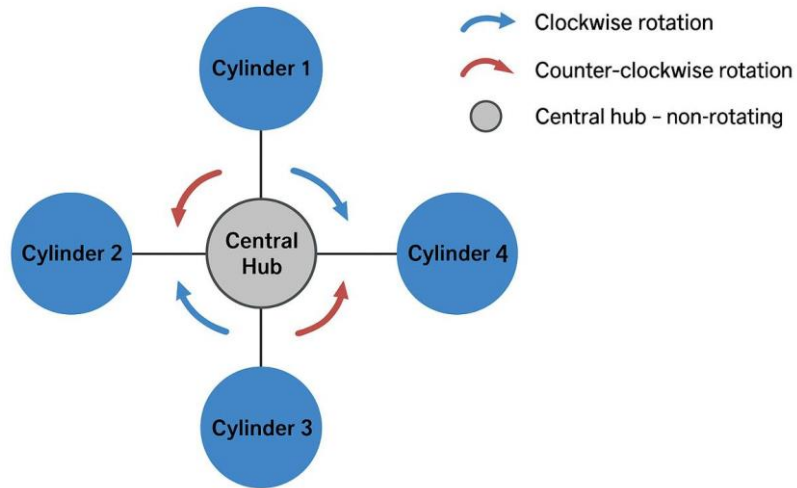 Cylinder 1
Clockwise rotation
Counter-clockwise rotation
Central hub – non-rotating
Cylinder 2
Central
Hub
Cylinder 4
Cylinder 3